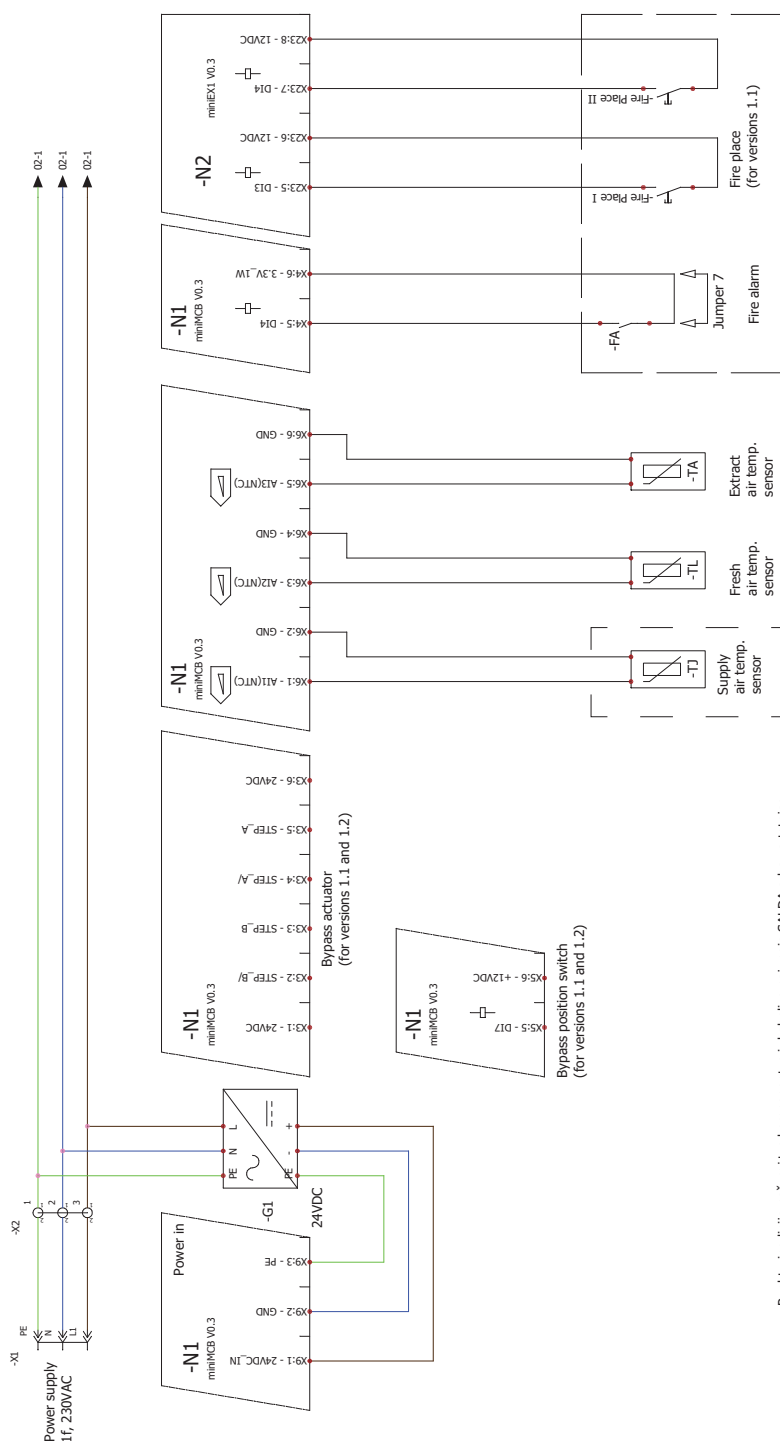 -X1
PE
N
L1
Power supply
1f, 230VAC
-X2
1
2
3
02-1
02-1
02-1
-N1
miniMCB V0.3
Power in
X9:1 - 24VDC_IN
X9:2 - GND
X9:3 - PE
-G1
24VDC
PE
N
L
PE
-
+
-N1
miniMCB V0.3
X3:1 - 24VDC
X3:2 - STEP_B/
X3:3 - STEP_B
X3:4 - STEP_A/
X3:5 - STEP_A
X3:6 - 24VDC
Bypass actuator
(for versions 1.1 and 1.2)
-N1
miniMCB V0.3
X5:5 - DI7
X5:6 - +12VDC
Bypass position switch
(for versions 1.1 and 1.2)
-N1
miniMCB V0.3
X6:1 - AI1(NTC)
X6:2 - GND
X6:3 - AI2(NTC)
X6:4 - GND
X6:5 - AI3(NTC)
X6:6 - GND
-TJ
Supply
air temp.
sensor
-TL
Fresh
air temp.
sensor
-TA
Extract
air temp.
sensor
-N1
miniMCB V0.3
X4:5 - DI4
X4:6 - 3.3V_1W
-FA
Jumper 7
Fire alarm
-N2
miniEX1 V0.3
X23:5 - DI3
X23:6 - 12VDC
X23:7 - DI4
X23:8 - 12VDC
-Fire Place I
-Fire Place II
Fire place
(for versions 1.1)